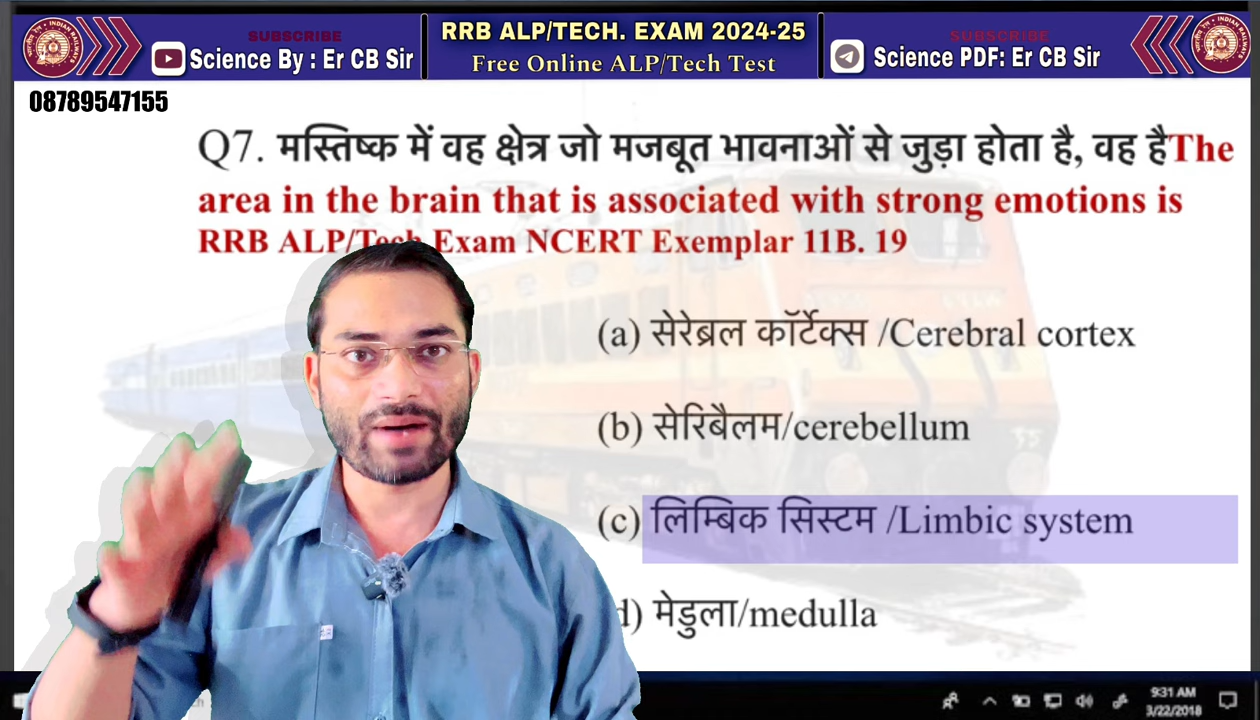 SUBSCRIBE
Science By : Er CB Sir
RRB ALP/TECH. EXAM 2024-25
Free Online ALP/Tech Test
SUBSCRIBE
Science PDF: Er CB Sir
08789547155
Q7. मस्तिष्क में वह क्षेत्र जो मजबूत भावनाओं से जुड़ा होता है, वह हैThe
area in the brain that is associated with strong emotions is
RRB ALP/Tech Exam NCERT Exemplar 11B. 19
(a) सेरेब्रल कॉर्टेक्स /Cerebral cortex
(b) सेरिबैलम/cerebellum
(c) लिम्बिक सिस्टम /Limbic system
d) मेडुला/medulla
9:31 AM
3/22/2018